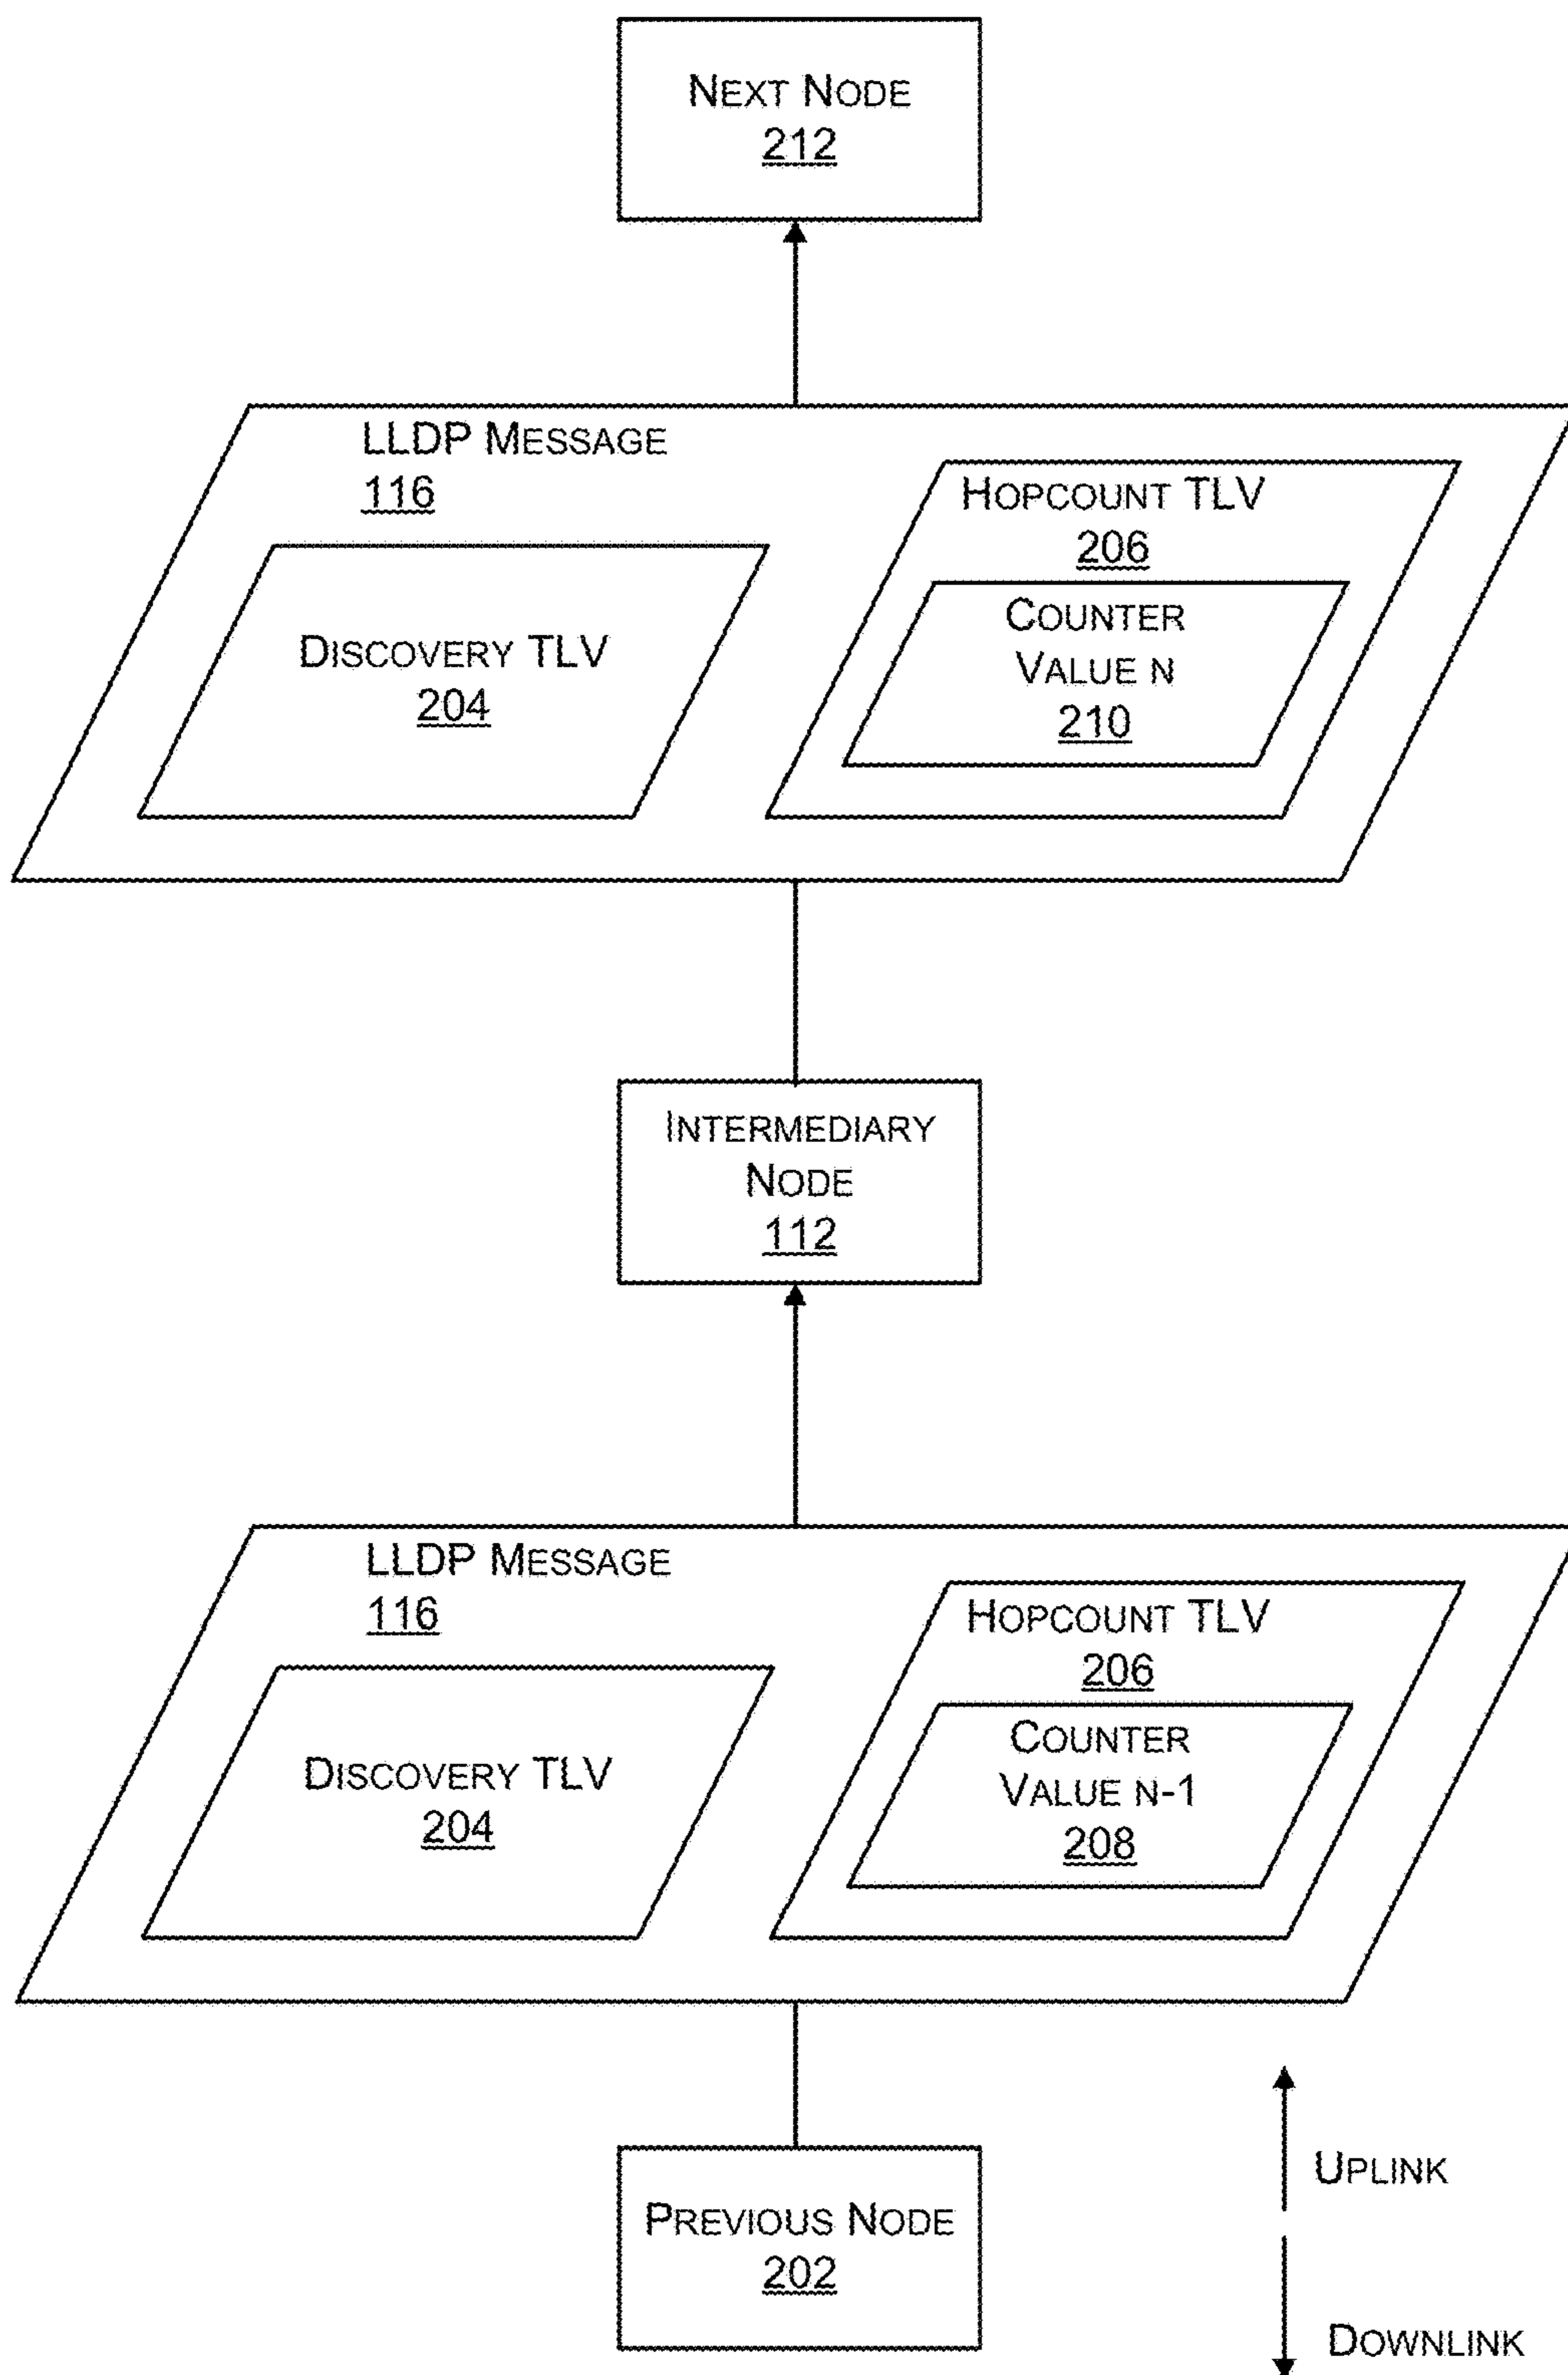 NEXT NODE
212
LLDP MESSAGE
116
HOPCOUNT TLV
206
DISCOVERY TLV
204
COUNTER
VALUE N
210
INTERMEDIARY
NODE
112
LLDP MESSAGE
116
HOPCOUNT TLV
206
DISCOVERY TLV
204
COUNTER
VALUE N-1
208
PREVIOUS NODE
202
UPLINK
DOWNLINK